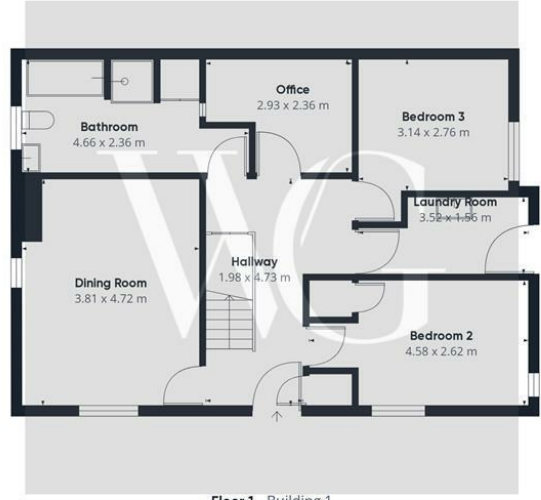 Office
2.93 x 2.36 m
Bathroom
4.66 x 2.36 m
Bedroom 3
3.14 x 2.76 m
Laundry Room
3.52 x 1.56 m
Hallway
1.98 x 4.73 m
Dining Room
3.81 x 4.72 m
Bedroom 2
4.58 x 2.62 m
WG
Floor 1 Building 1